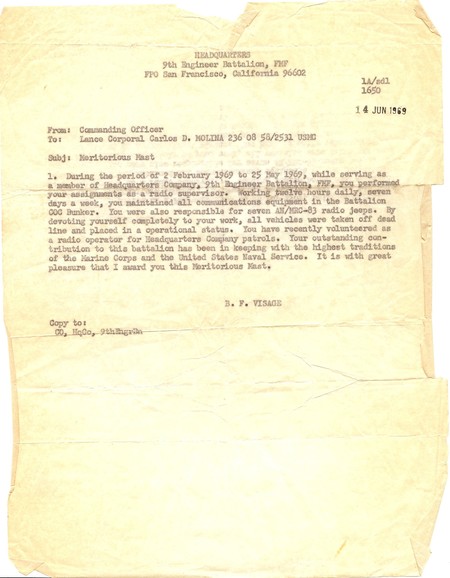 HEADQUARTERS
9th Engineer Battalion, FMF
FPO San Francisco, California 96602
1A/sdl
1650
14 JUN 1969
From: Commanding Officer
To: Lance Corporal Carlos D. MOLINA 236 08 58/2531 USMC
Subj: Meritorious Mast
1. During the period of 2 February 1969 to 25 May 1969, while serving as
a member of Headquarters Company, 9th Engineer Battalion, FMF, you performed
your assignments as a radio supervisor. Working twelve hours daily, seven
days a week, you maintained all communications equipment in the Battalion
COC Bunker. You were also responsible for seven AN/MRC-83 radio jeeps. By
devoting yourself completely to your work, all vehicles were taken off dead
line and placed in a operational status. You have recently volunteered as
a radio operator for Headquarters Company patrols. Your outstanding con-
tribution to this battalion has been in keeping with the highest traditions
of the Marine Corps and the United States Naval Service. It is with great
pleasure that I award you this Meritorious Mast.
B. F. VISAGE
Copy to:
CO, HqCo, 9thEngrBn